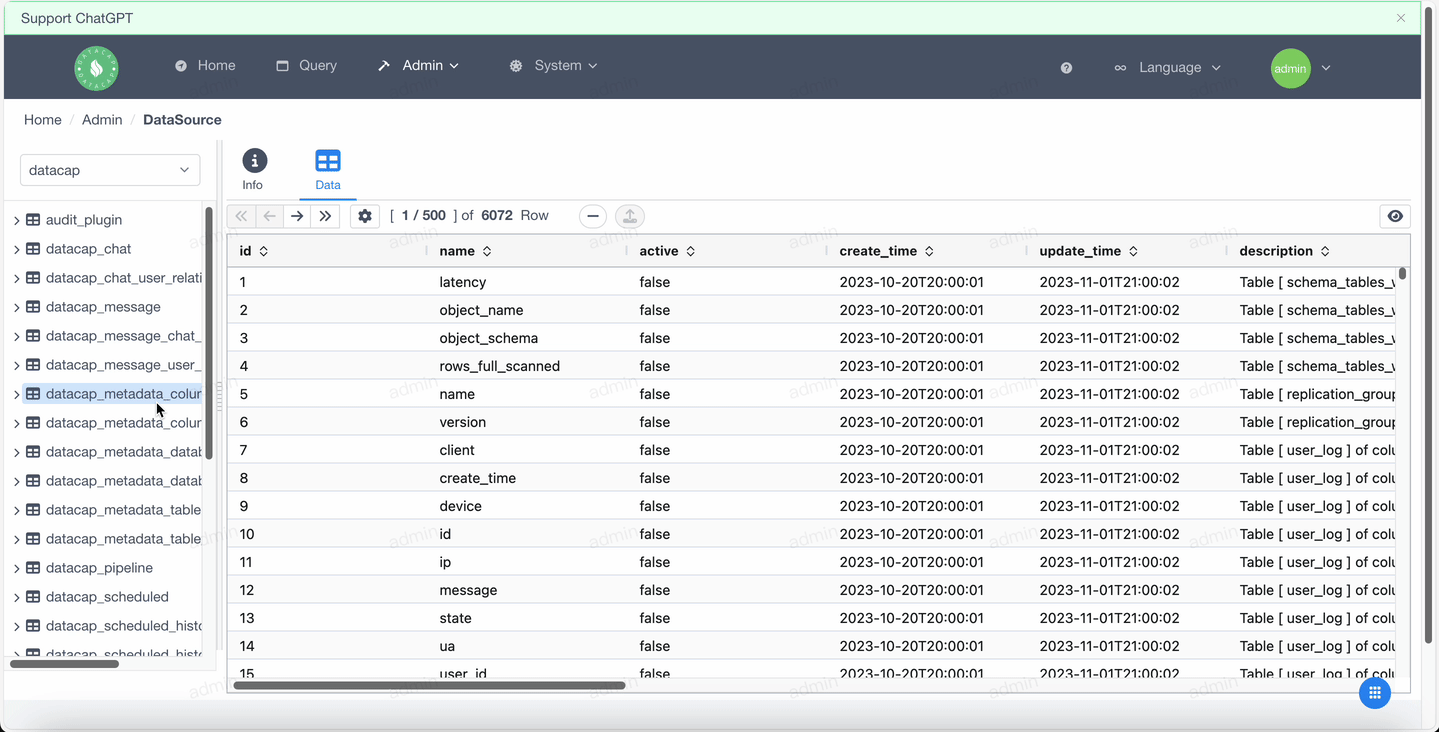 Support ChatGPT
DATACAP DATACAP
Home Query Admin System Language admin
Home / Admin / DataSource
datacap
audit_plugin
datacap_chat
datacap_chat_user_relati
datacap_message
datacap_message_chat_
datacap_message_user_
datacap_metadata_colur
datacap_metadata_colur
datacap_metadata_datab
datacap_metadata_datab
datacap_metadata_table
datacap_metadata_table
datacap_pipeline
datacap_scheduled
datacap_scheduled_histo
datacap_scheduled_histo
Info Data
[ 1 / 500 ] of 6072 Row
id name active create_time update_time description
1 latency false 2023-10-20T20:00:01 2023-11-01T21:00:02 Table [ schema_tables_w
2 object_name false 2023-10-20T20:00:01 2023-11-01T21:00:02 Table [ schema_tables_w
3 object_schema false 2023-10-20T20:00:01 2023-11-01T21:00:02 Table [ schema_tables_w
4 rows_full_scanned false 2023-10-20T20:00:01 2023-11-01T21:00:02 Table [ schema_tables_w
5 name false 2023-10-20T20:00:01 2023-11-01T21:00:02 Table [ replication_group
6 version false 2023-10-20T20:00:01 2023-11-01T21:00:02 Table [ replication_group
7 client false 2023-10-20T20:00:01 2023-11-01T21:00:02 Table [ user_log ] of colu
8 create_time false 2023-10-20T20:00:01 2023-11-01T21:00:02 Table [ user_log ] of colu
9 device false 2023-10-20T20:00:01 2023-11-01T21:00:02 Table [ user_log ] of colu
10 id false 2023-10-20T20:00:01 2023-11-01T21:00:02 Table [ user_log ] of colu
11 ip false 2023-10-20T20:00:01 2023-11-01T21:00:02 Table [ user_log ] of colu
12 message false 2023-10-20T20:00:01 2023-11-01T21:00:02 Table [ user_log ] of colu
13 state false 2023-10-20T20:00:01 2023-11-01T21:00:02 Table [ user_log ] of colu
14 ua false 2023-10-20T20:00:01 2023-11-01T21:00:02 Table [ user_log ] of colu
15 user_id false 2023-10-20T20:00:01 2023-11-01T21:00:02 Table [ user_log ] of colu